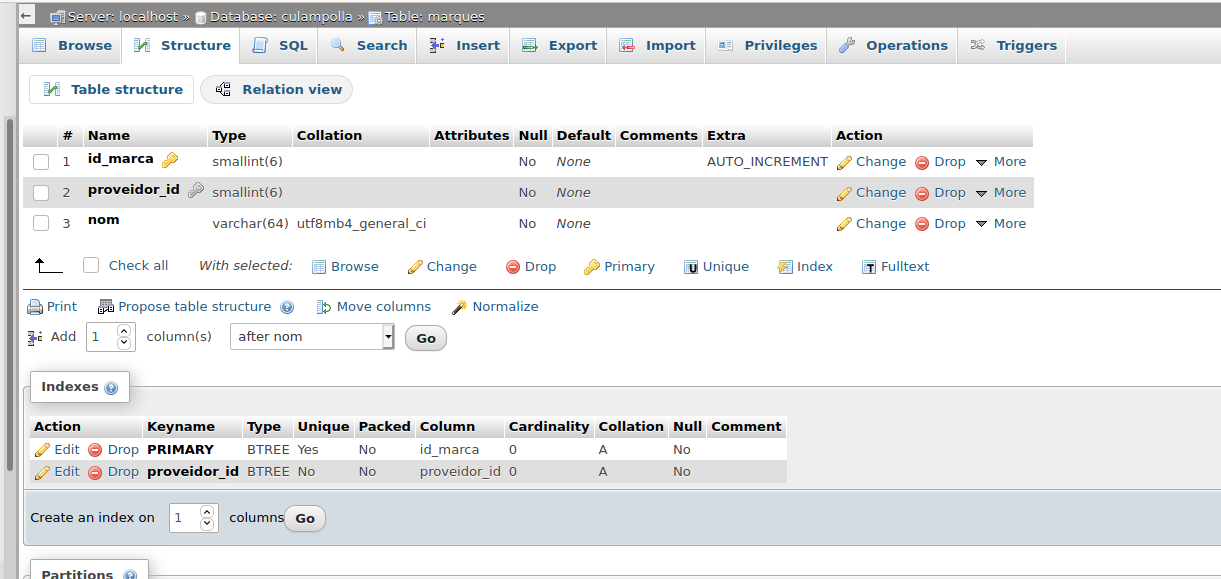 Server: localhost » Database: culampolla » Table: marques
Browse Structure SQL Search Insert Export Import Privileges Operations Triggers
Table structure Relation view
# Name Type Collation Attributes Null Default Comments Extra Action
1 id_marca smallint(6) No None AUTO_INCREMENT Change Drop More
2 proveidor_id smallint(6) No None Change Drop More
3 nom varchar(64) utf8mb4_general_ci No None Change Drop More
Check all With selected: Browse Change Drop Primary Unique Index Fulltext
Print Propose table structure Move columns Normalize
Add 1 column(s) after nom Go
Indexes
Action Keyname Type Unique Packed Column Cardinality Collation Null Comment
Edit Drop PRIMARY BTREE Yes No id_marca 0 A No
Edit Drop proveidor_id BTREE No No proveidor_id 0 A No
Create an index on 1 columns Go
Partitions